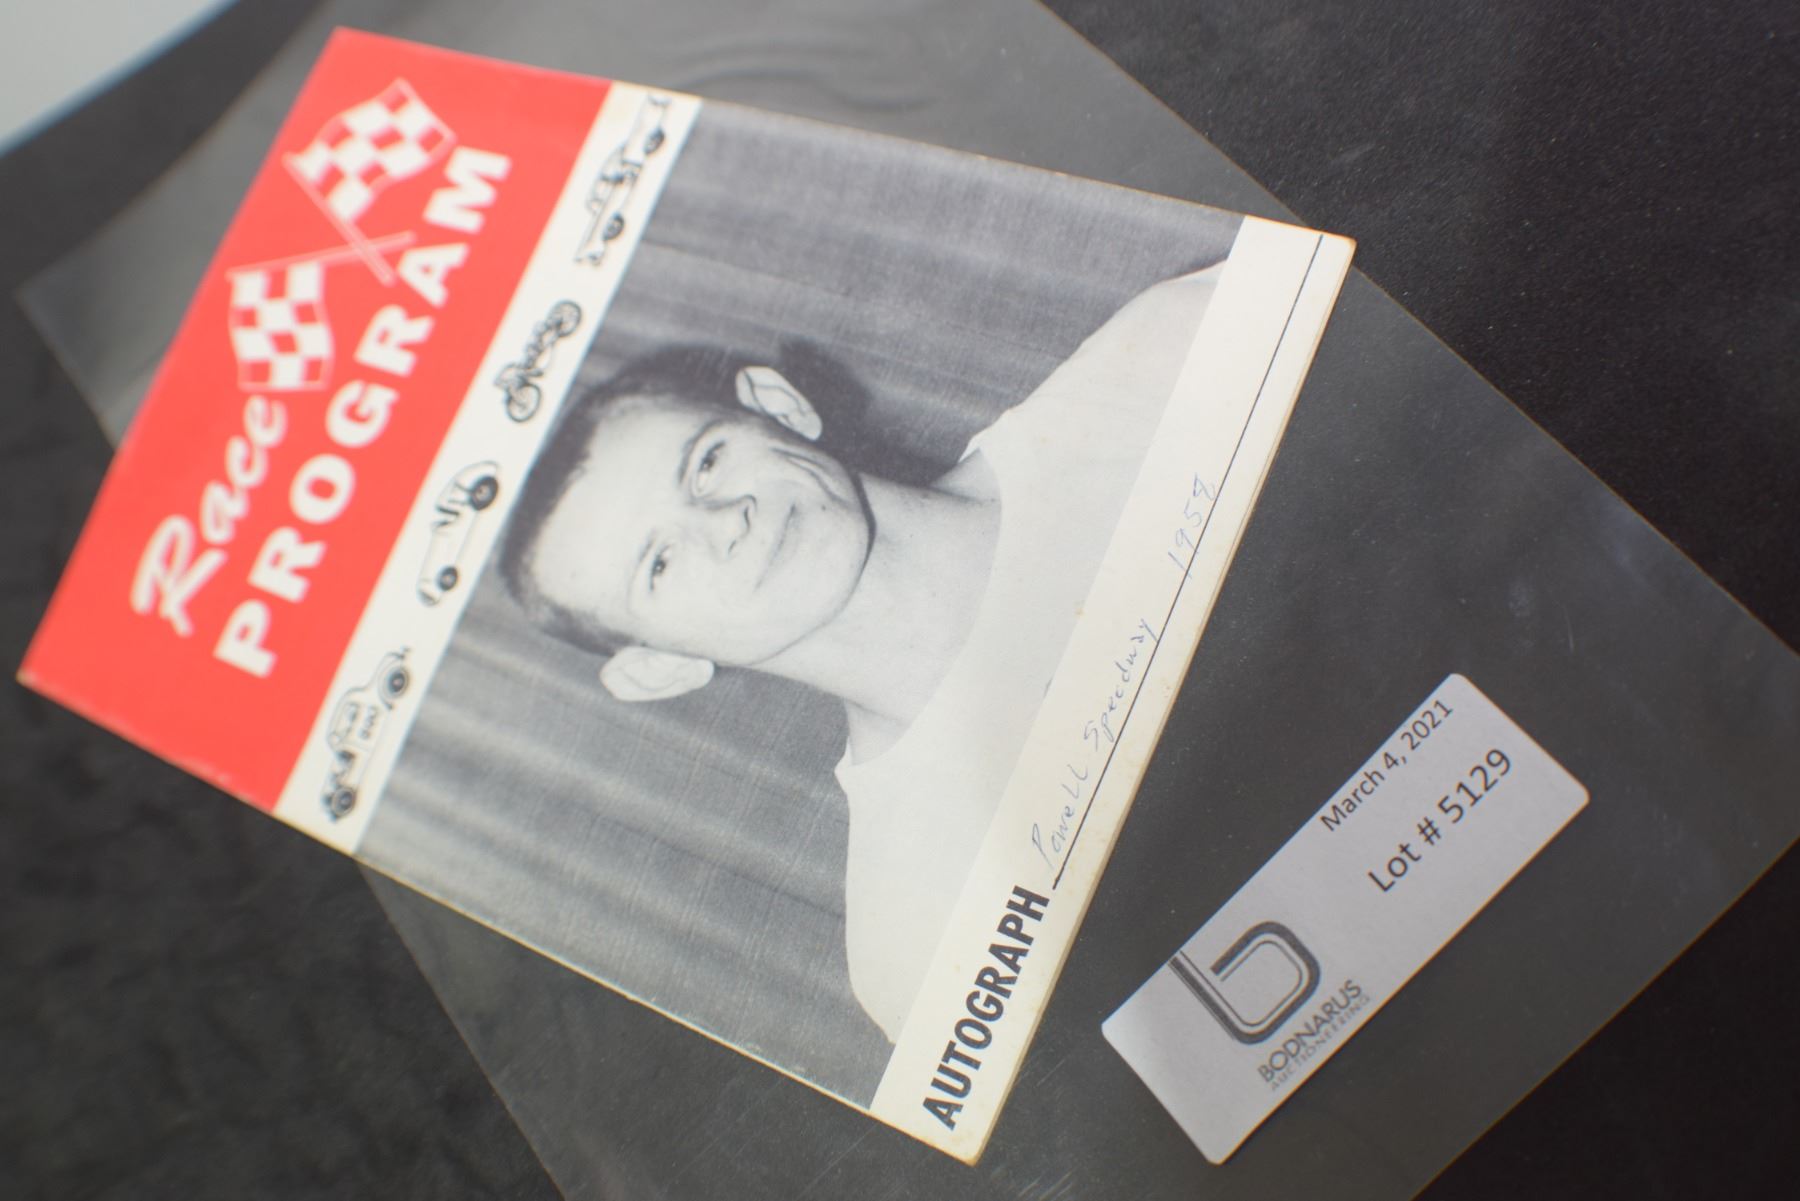 Race
PROGRAM
AUTOGRAPH Powell Speedway 1958
March 4, 2021
Lot # 5129
b
BODNARUS
AUCTIONEERING